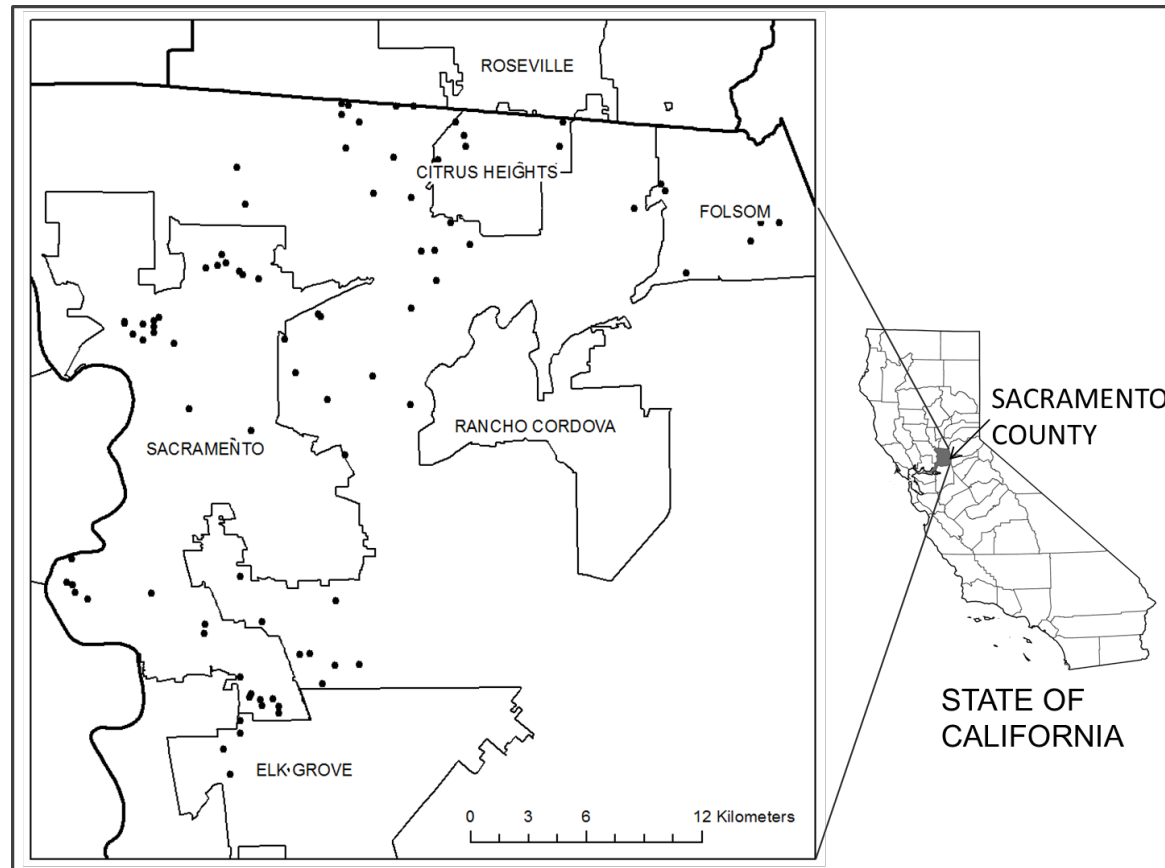 ROSEVILLE
CITRUS HEIGHTS
FOLSOM
SACRAMENTO
COUNTY
RANCHO CORDOVA
SACRAMENTO
STATE OF
CALIFORNIA
ELK GROVE
0 3 6 12 Kilometers